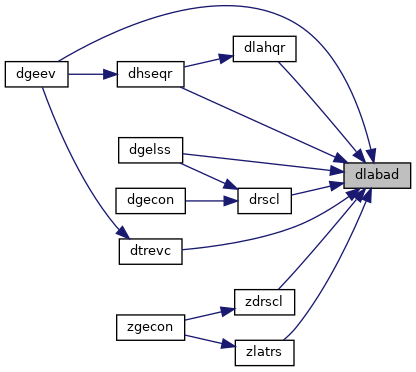 dlahqr
dgeev
dhseqr
dgelss
dlabad
dgecon
drscl
dtrevc
zdrscl
zgecon
zlatrs